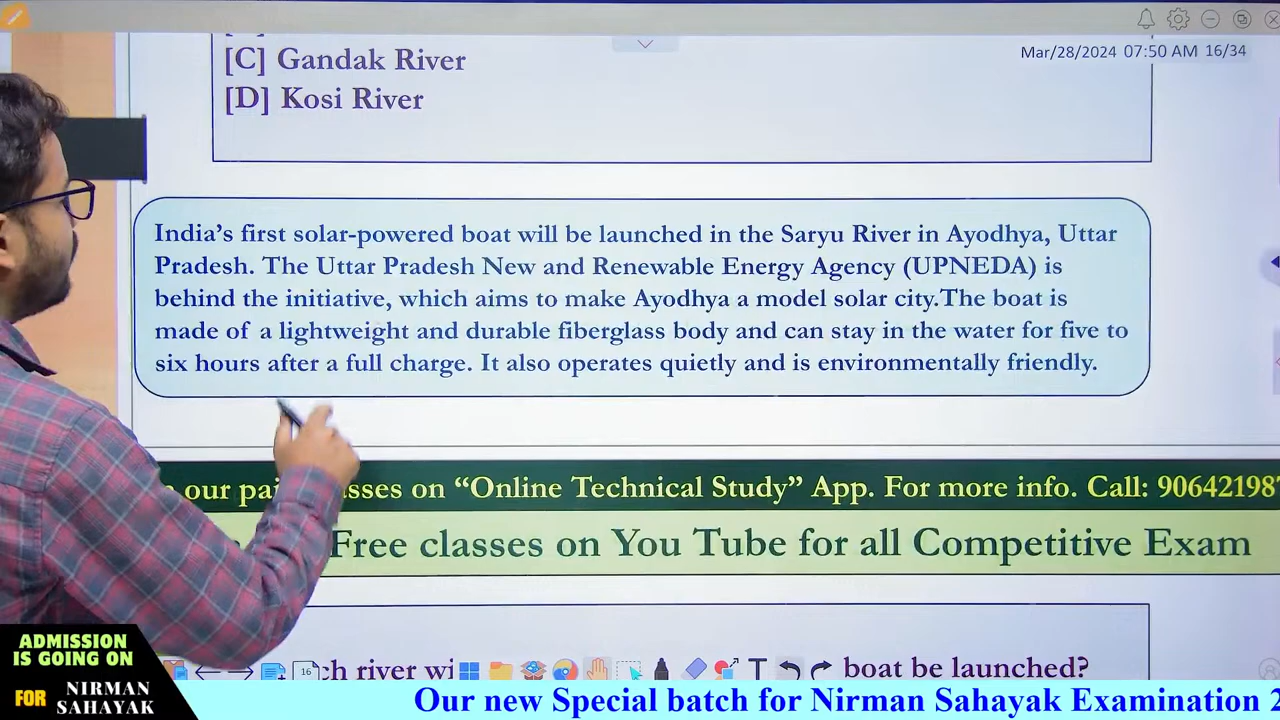 Mar/28/2024 07:50 AM 16/34
[C] Gandak River
[D] Kosi River
India's first solar-powered boat will be launched in the Saryu River in Ayodhya, Uttar
Pradesh. The Uttar Pradesh New and Renewable Energy Agency (UPNEDA) is
behind the initiative, which aims to make Ayodhya a model solar city.The boat is
made of a lightweight and durable fiberglass body and can stay in the water for five to
six hours after a full charge. It also operates quietly and is environmentally friendly.
our asses on "Online Technical Study" App. For more info. Call: 90642198
Free classes on You Tube for all Competitive Exam
ch river wi boat be launched?
16
ADMISSION
IS GOING ON
FOR NIRMAN
SAHAYAK
Our new Special batch for Nirman Sahayak Examination 2